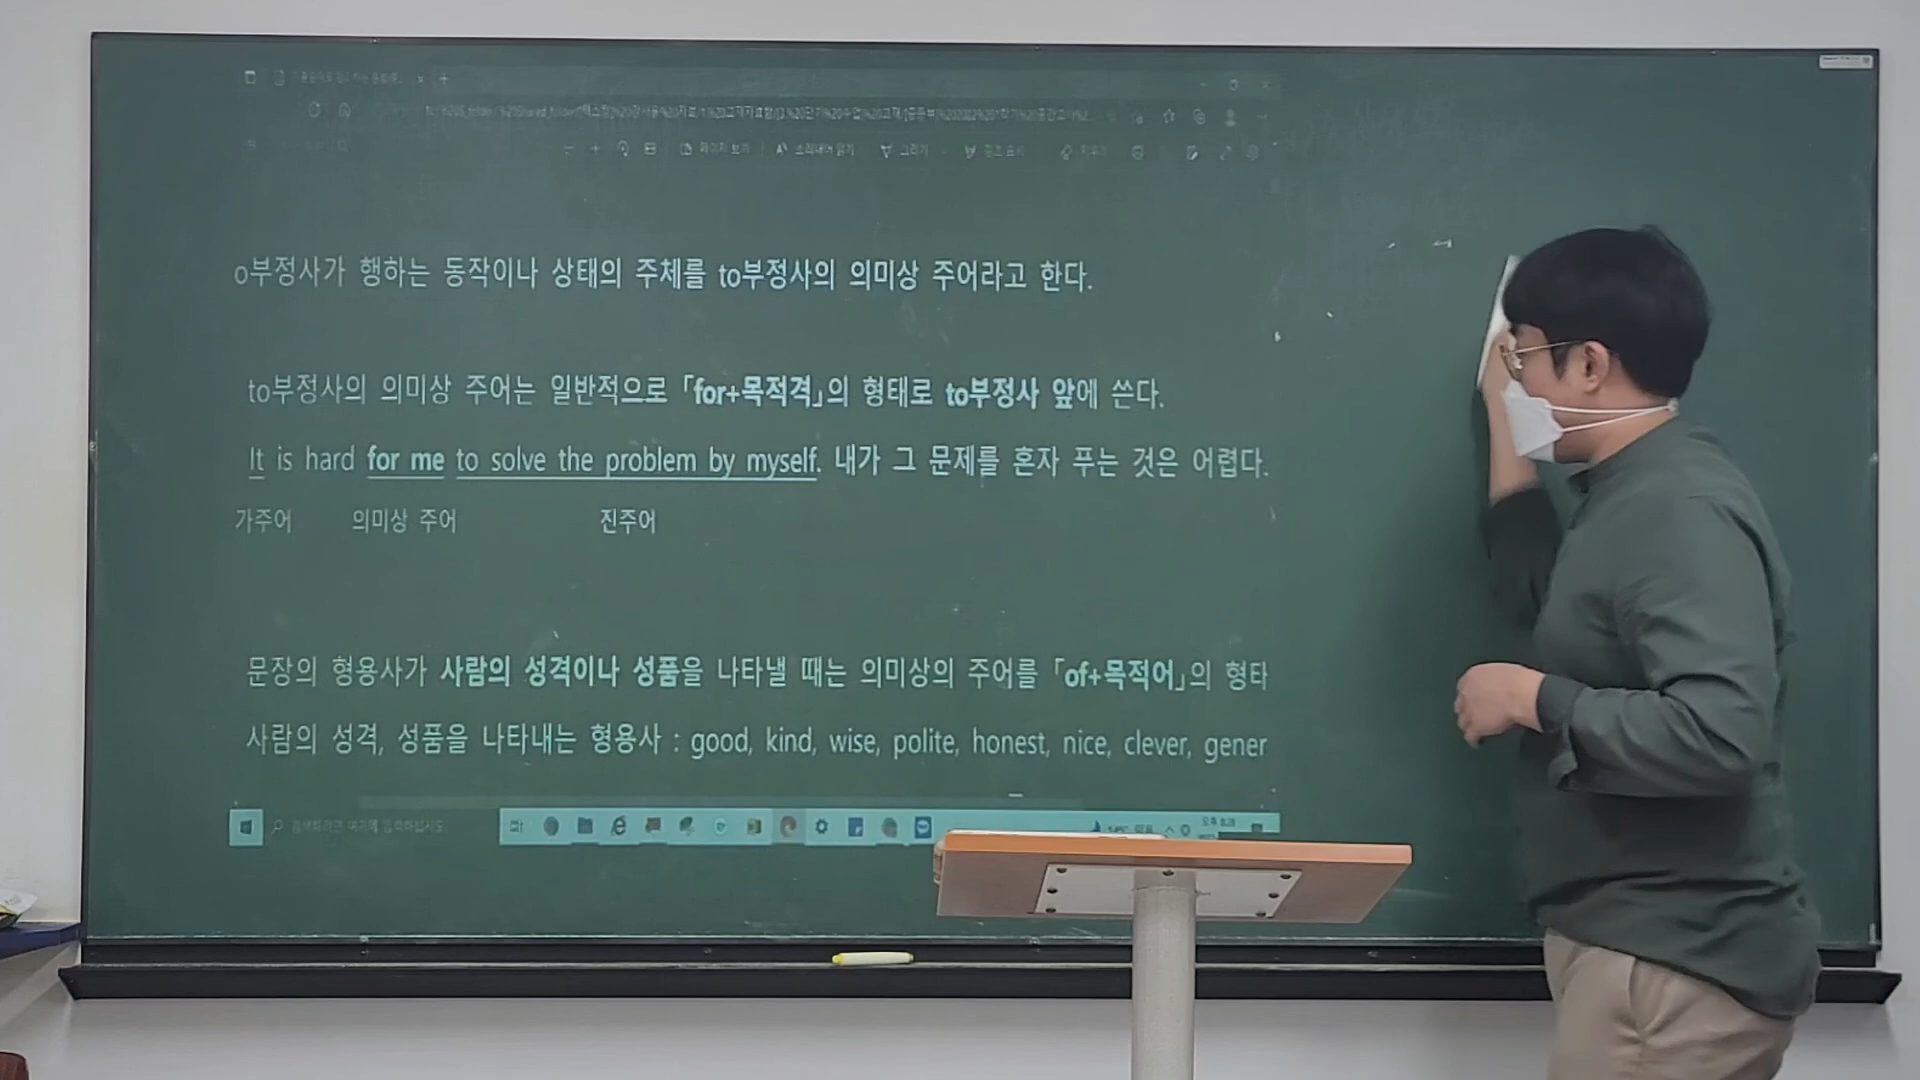 o부정사가 행하는 동작이나 상태의 주체를 to부정사의 의미상 주어라고 한다.
to부정사의 의미상 주어는 일반적으로 「for+목적격」의 형태로 to부정사 앞에 쓴다.
It is hard for me to solve the problem by myself. 내가 그 문제를 혼자 푸는 것은 어렵다.
가주어 의미상 주어 진주어
문장의 형용사가 사람의 성격이나 성품을 나타낼 때는 의미상의 주어를 「of+목적어」의 형타
사람의 성격, 성품을 나타내는 형용사 : good, kind, wise, polite, honest, nice, clever, gener